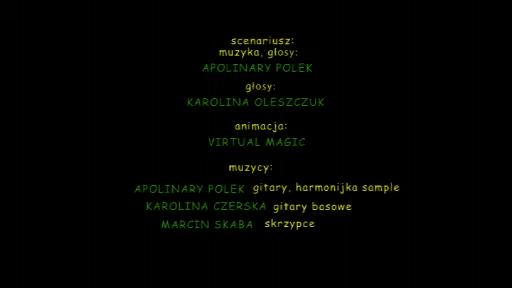 scenariusz:
muzyka, głosy:
APOLINARY POLEK
głosy:
KAROLINA OLESZCZUK
animacja:
VIRTUAL MAGIC
muzycy:
APOLINARY POLEK gitary, harmonijka sample
KAROLINA CZERSKA gitary basowe
MARCIN SKABA skrzypce